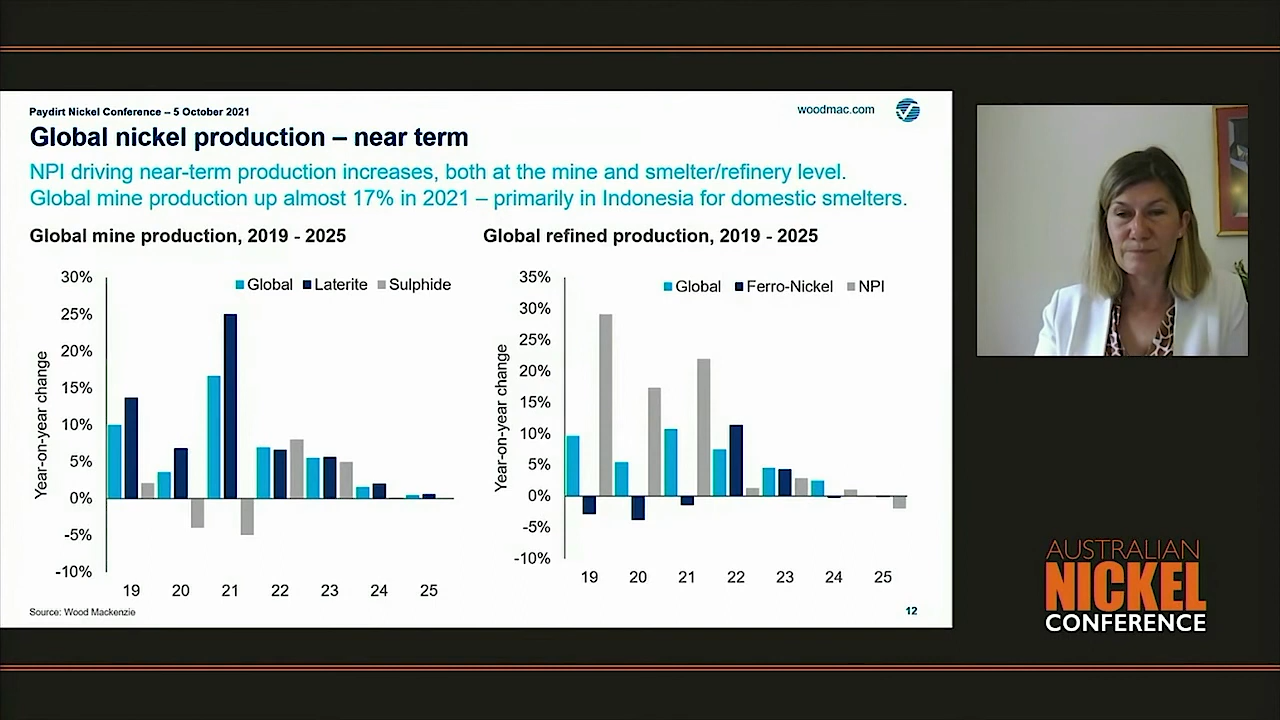 Paydirt Nickel Conference – 5 October 2021
woodmac.com
Global nickel production – near term
NPI driving near-term production increases, both at the mine and smelter/refinery level.
Global mine production up almost 17% in 2021 – primarily in Indonesia for domestic smelters.
Global mine production, 2019 - 2025
30%
25%
20%
15%
10%
5%
0%
-5%
-10%
Year-on-year change
Global Laterite Sulphide
19 20 21 22 23 24 25
Global refined production, 2019 - 2025
35%
30%
25%
20%
15%
10%
5%
0%
-5%
-10%
Year-on-year change
Global Ferro-Nickel NPI
19 20 21 22 23 24 25
Source: Wood Mackenzie
12
AUSTRALIAN
NICKEL
CONFERENCE